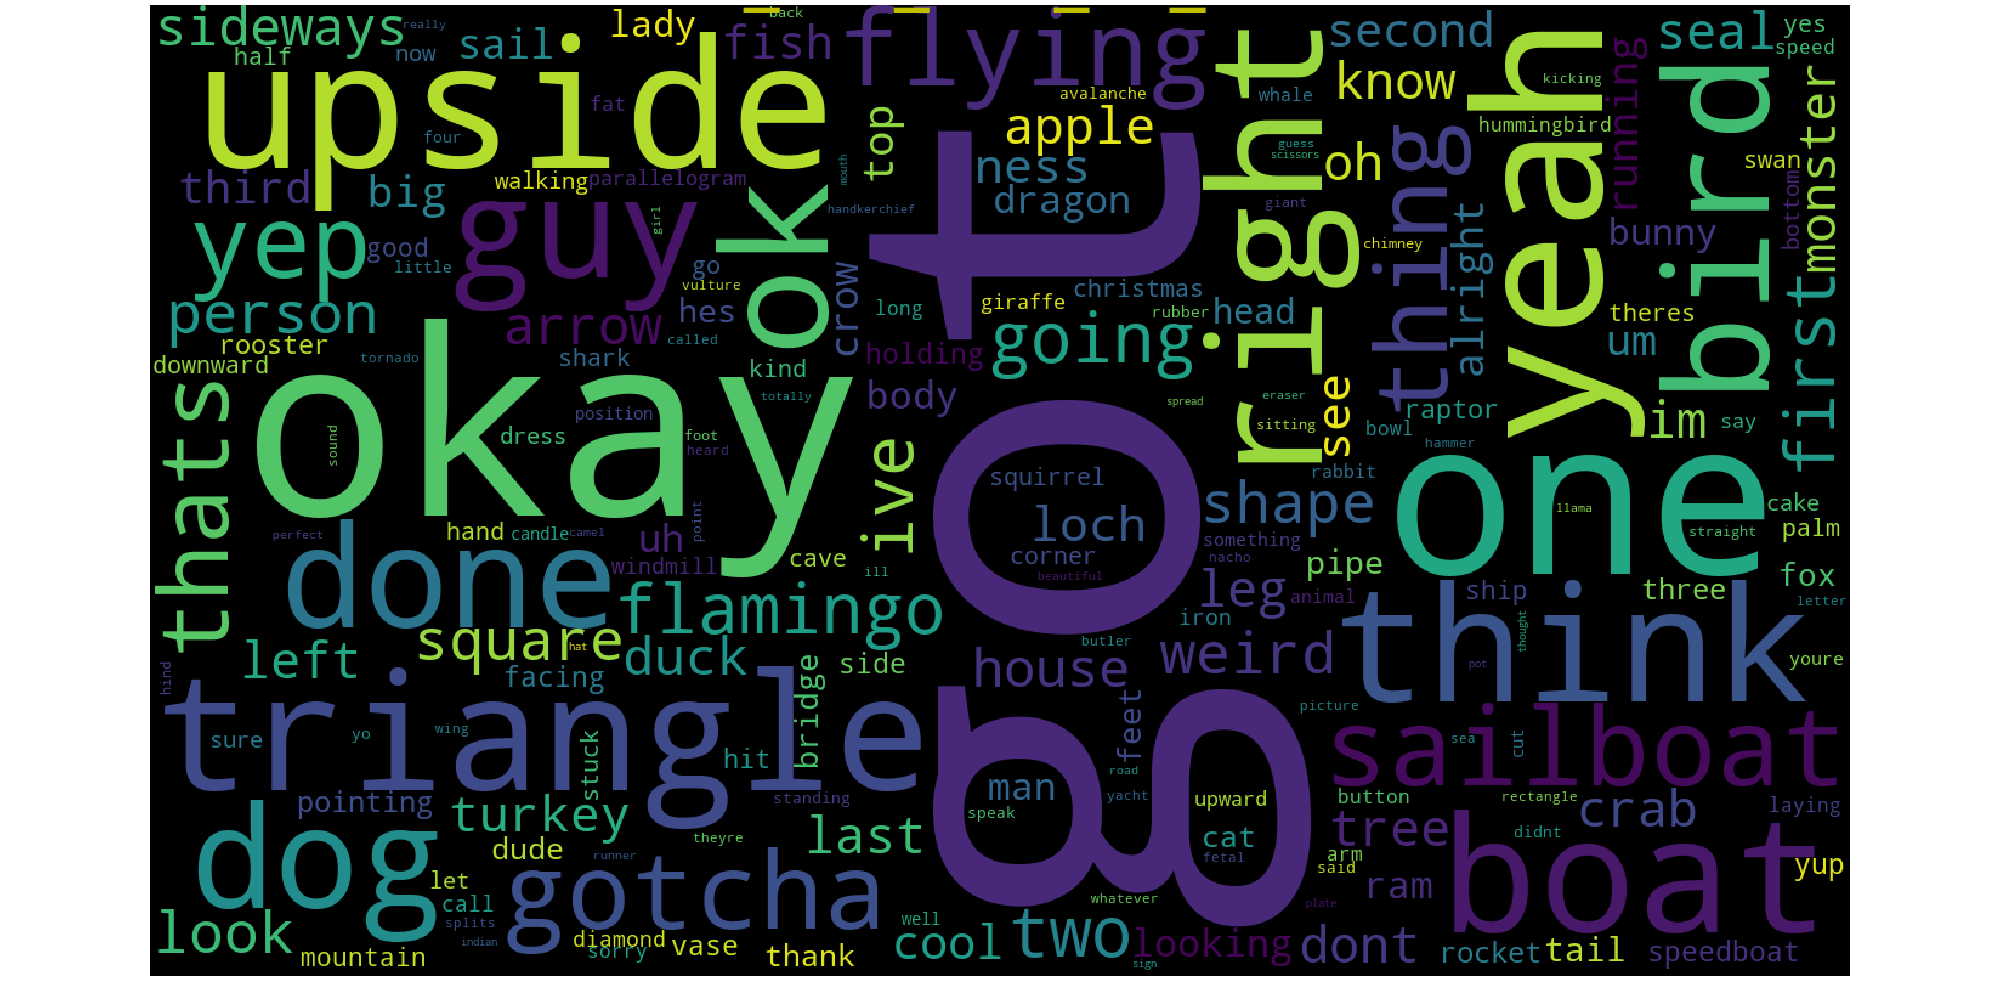 sideways
half
really
now
sail
lady
back
fish
flying
right
second
know
yeah
seal
yes
speed
upside
fat
four
top
avalanche
apple
whale
kicking
running
bird
monster
third
big
walking
parallelogram
guy
girl
ok
mouth
handkerchief
ness
dragon
got
guess
scissors
oh
giant
thing
hummingbird
swan
bottom
yep
good
little
go
vulture
hes
crow
long
giraffe
christmas
rubber
chimney
alright
bunny
first
person
arrow
called
holding
going
head
theres
um
rooster
downward
tornado
shark
kind
totally
body
spread
see
eraser
sitting
raptor
bowl
hammer
im
say
thats
okay
sound
position
dress
foot
heard
ive
squirrel
loch
corner
beautiful
shape
rabbit
one
llama
straight
cake
palm
perfect
done
hand
candle
camel
point
uh
windmill
cave
ill
something
nacho
pipe
leg
animal
ship
three
fox
letter
flamingo
iron
think
thought
pot
youre
square
hat
left
facing
duck
side
butler
house
weird
hind
triangle
bridge
feet
picture
sure
yo
wing
stuck
hit
road
yacht
sailboat
sea
cut
pointing
turkey
standing
man
speak
upward
button
rectangle
crab
laying
dog
dude
theyre
last
cat
fetal
tree
arm
said
didnt
boat
yup
let
call
splits
indian
gotcha
runner
whatever
ram
plate
look
mountain
diamond
sorry
vase
thank
well
cool
two
looking
sign
dont
rocket
tail
speedboat